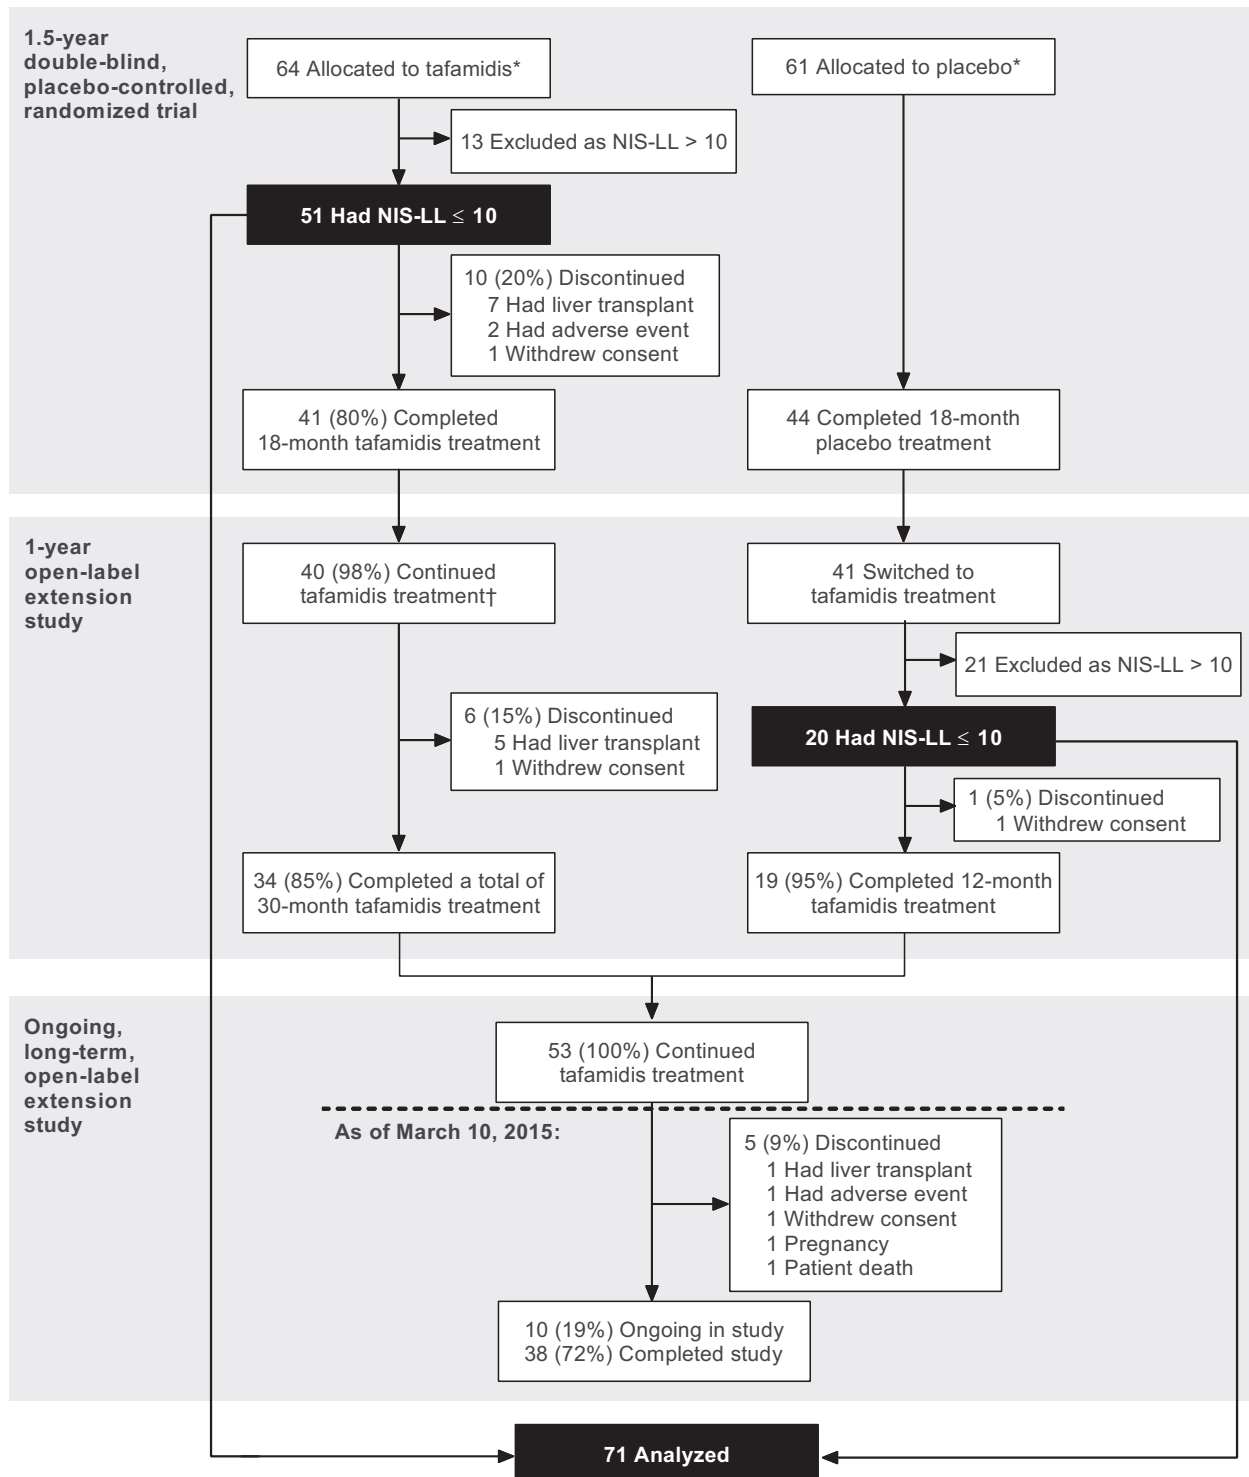 1.5-year
double-blind,
placebo-controlled,
randomized trial
64 Allocated to tafamidis*
61 Allocated to placebo*
13 Excluded as NIS-LL > 10
51 Had NIS-LL ≤ 10
10 (20%) Discontinued
7 Had liver transplant
2 Had adverse event
1 Withdrew consent
41 (80%) Completed
18-month tafamidis treatment
44 Completed 18-month
placebo treatment
1-year
open-label
extension
study
40 (98%) Continued
tafamidis treatment†
41 Switched to
tafamidis treatment
21 Excluded as NIS-LL > 10
6 (15%) Discontinued
5 Had liver transplant
1 Withdrew consent
20 Had NIS-LL ≤ 10
1 (5%) Discontinued
1 Withdrew consent
34 (85%) Completed a total of
30-month tafamidis treatment
19 (95%) Completed 12-month
tafamidis treatment
Ongoing,
long-term,
open-label
extension
study
53 (100%) Continued
tafamidis treatment
As of March 10, 2015:
5 (9%) Discontinued
1 Had liver transplant
1 Had adverse event
1 Withdrew consent
1 Pregnancy
1 Patient death
10 (19%) Ongoing in study
38 (72%) Completed study
71 Analyzed